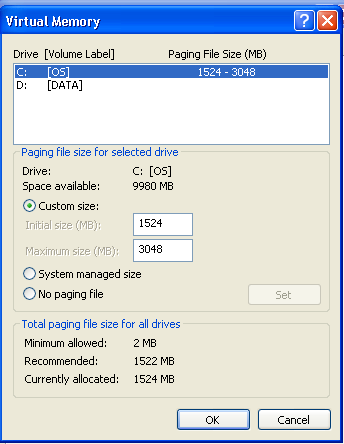 Virtual Memory
Drive [Volume Label] Paging File Size (MB)
C: [OS] 1524 - 3048
D: [DATA]
Paging file size for selected drive
Drive: C: [OS]
Space available: 9980 MB
Custom size:
Initial size (MB): 1524
Maximum size (MB): 3048
System managed size
No paging file Set
Total paging file size for all drives
Minimum allowed: 2 MB
Recommended: 1522 MB
Currently allocated: 1524 MB
OK Cancel